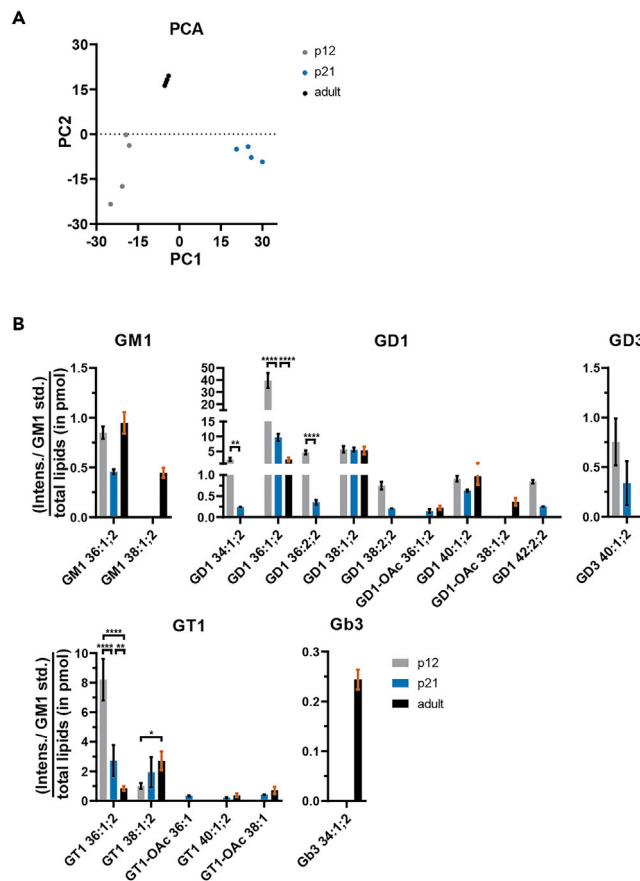 A
PCA
p12
p21
adult
30
15
0
-15
-30
PC2
-30 -15 0 15 30
PC1
B
GM1
GD1
GD3
(Intens./ GM1 std.)
total lipids (in pmol)
1.5
1.0
0.5
0.0
GM1 36:1;2
GM1 38:1;2
50
40
30
20
10
15
10
5
1.0
0.5
0.0
**
**** ****
****
GD1 34:1;2
GD1 36:1;2
GD1 36:2;2
GD1 38:1;2
GD1 38:2;2
GD1-OAc 36:1;2
GD1 40:1;2
GD1-OAc 38:1;2
GD1 42:2;2
1.5
1.0
0.5
0.0
GD3 40:1;2
GT1
Gb3
(Intens./ GM1 std.)
total lipids (in pmol)
10
8
6
4
2
0
****
**** **
*
GT1 36:1;2
GT1 38:1;2
GT1-OAc 36:1
GT1 40:1;2
GT1-OAc 38:1
0.3
0.2
0.1
0.0
Gb3 34:1;2
p12
p21
adult